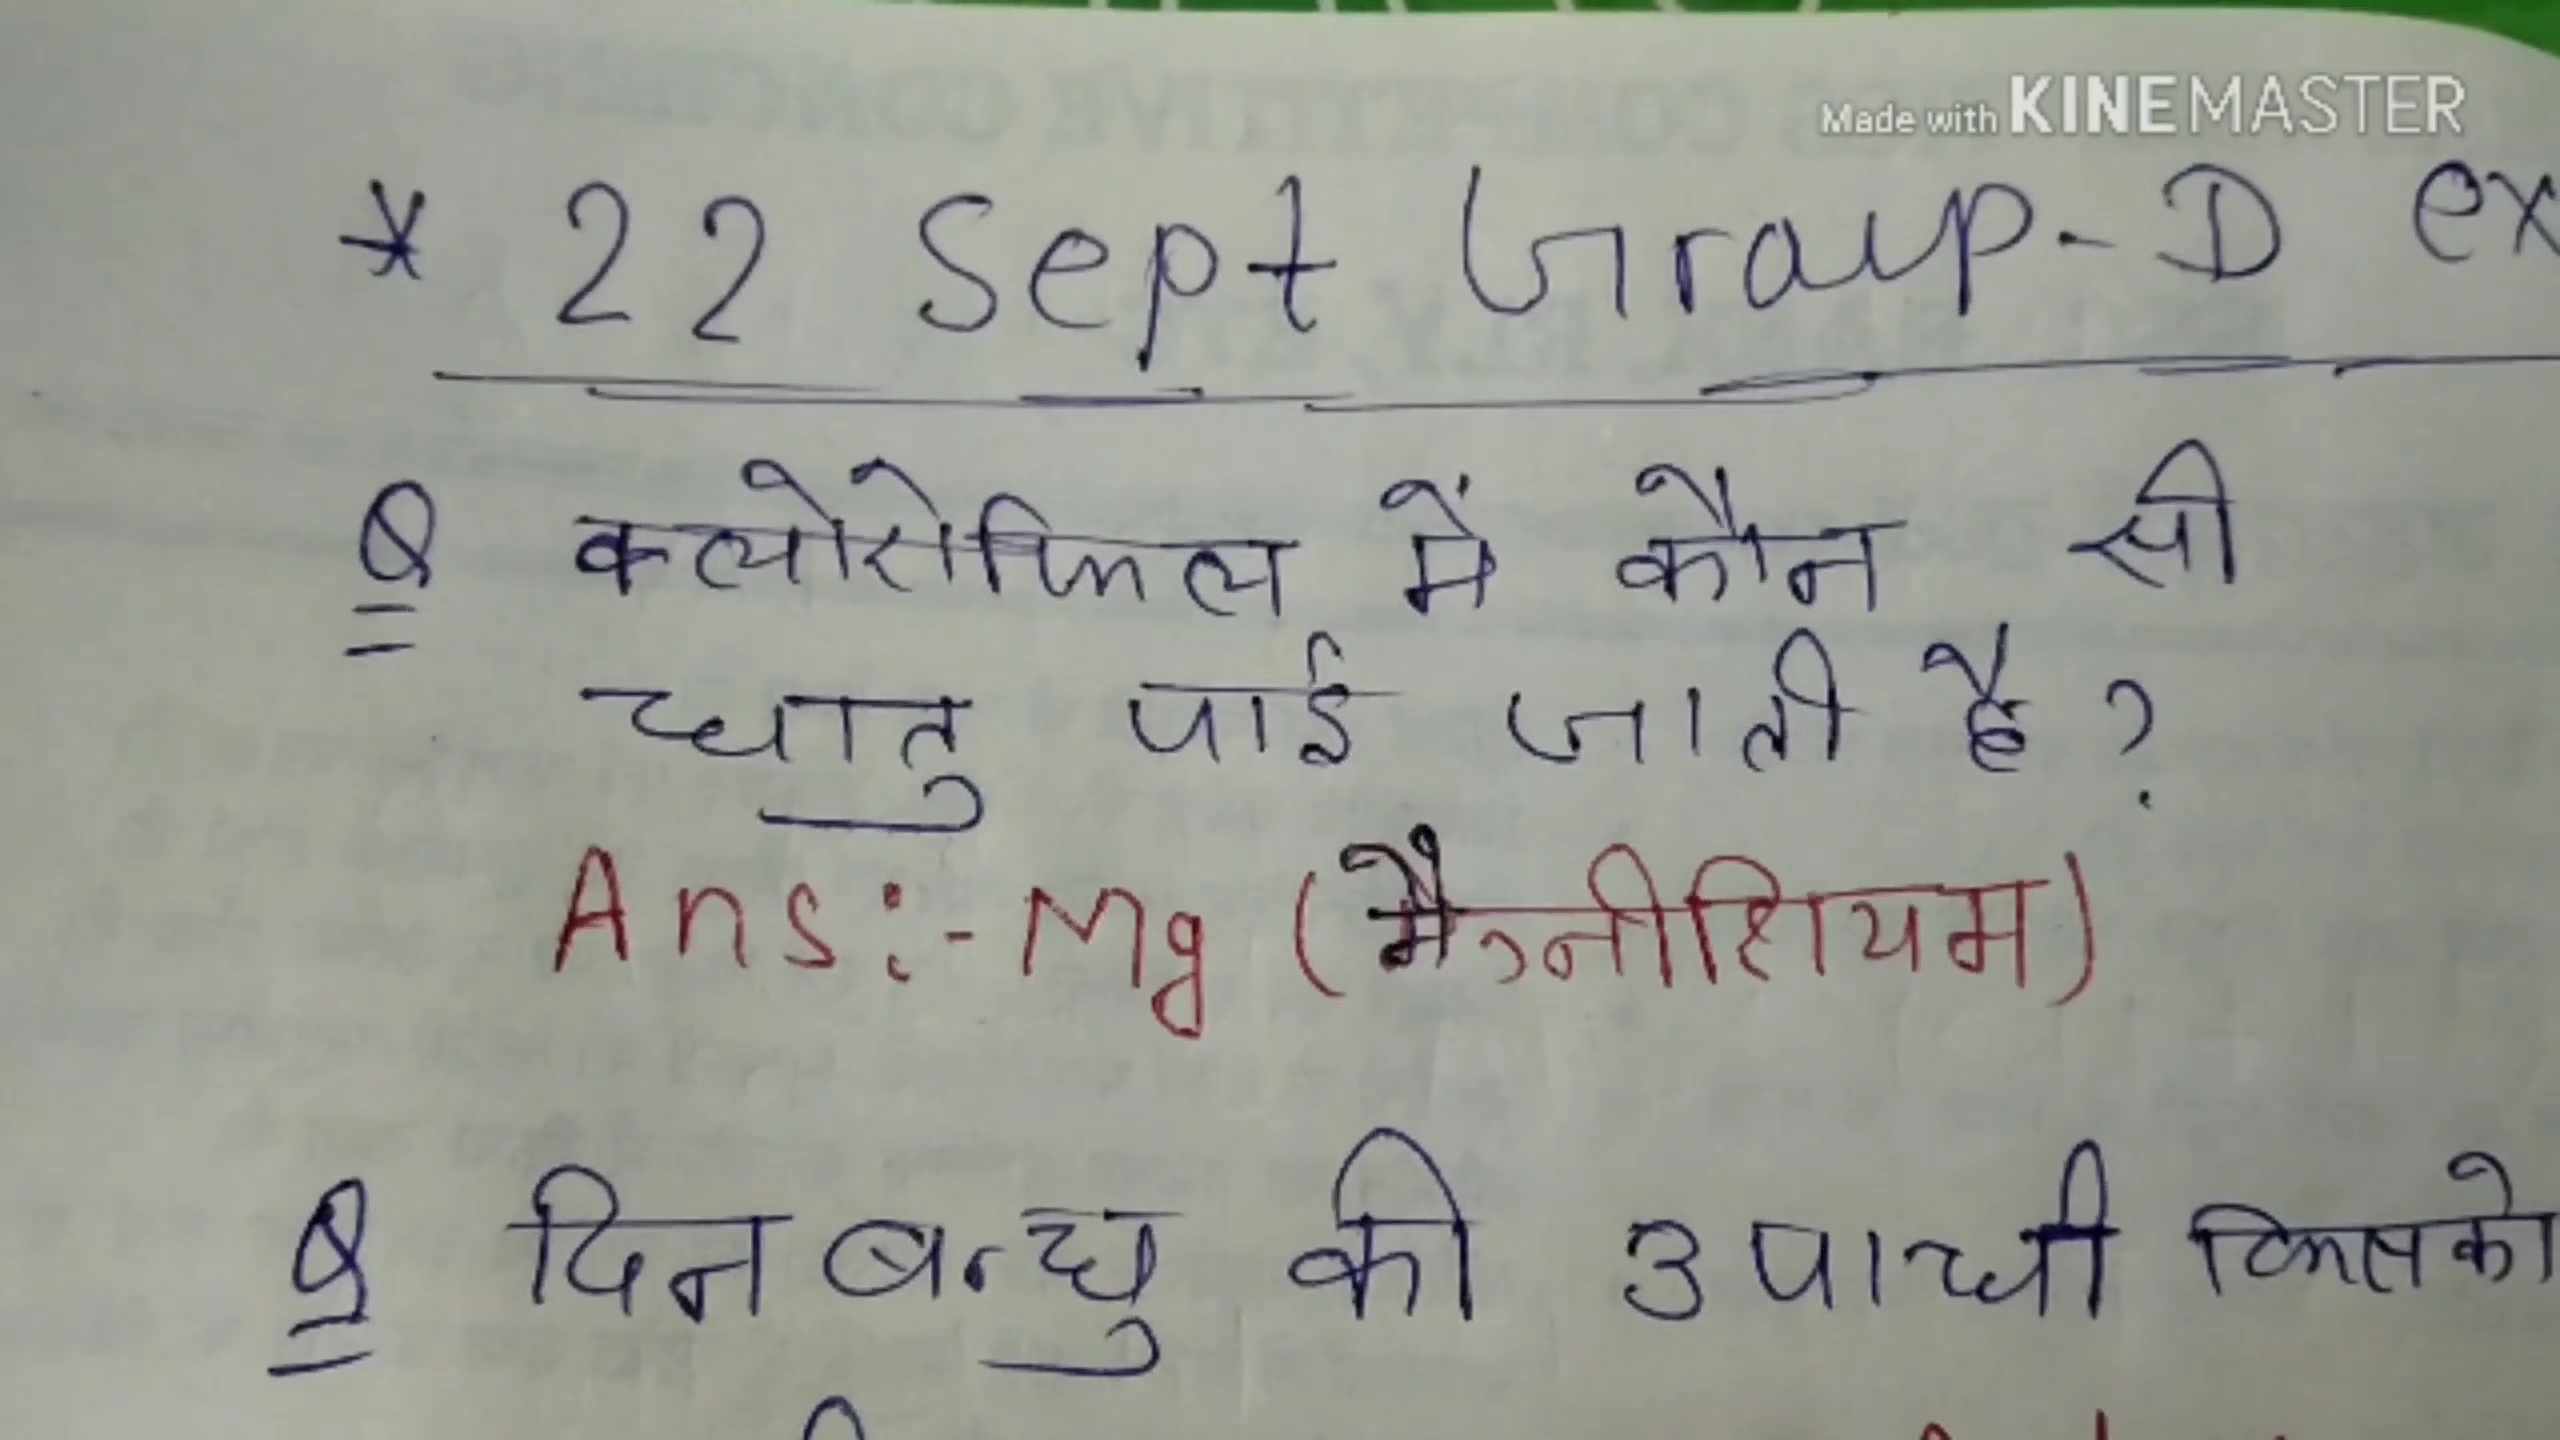 Made with KINEMASTER
* 22 Sept Group-D ex
Q क्लोरोफिल में कौन सी
धातु पाई जाती है ?
Ans:- Mg (मैग्नीशियम)
Q दिनबन्धु की उपाधी किसको